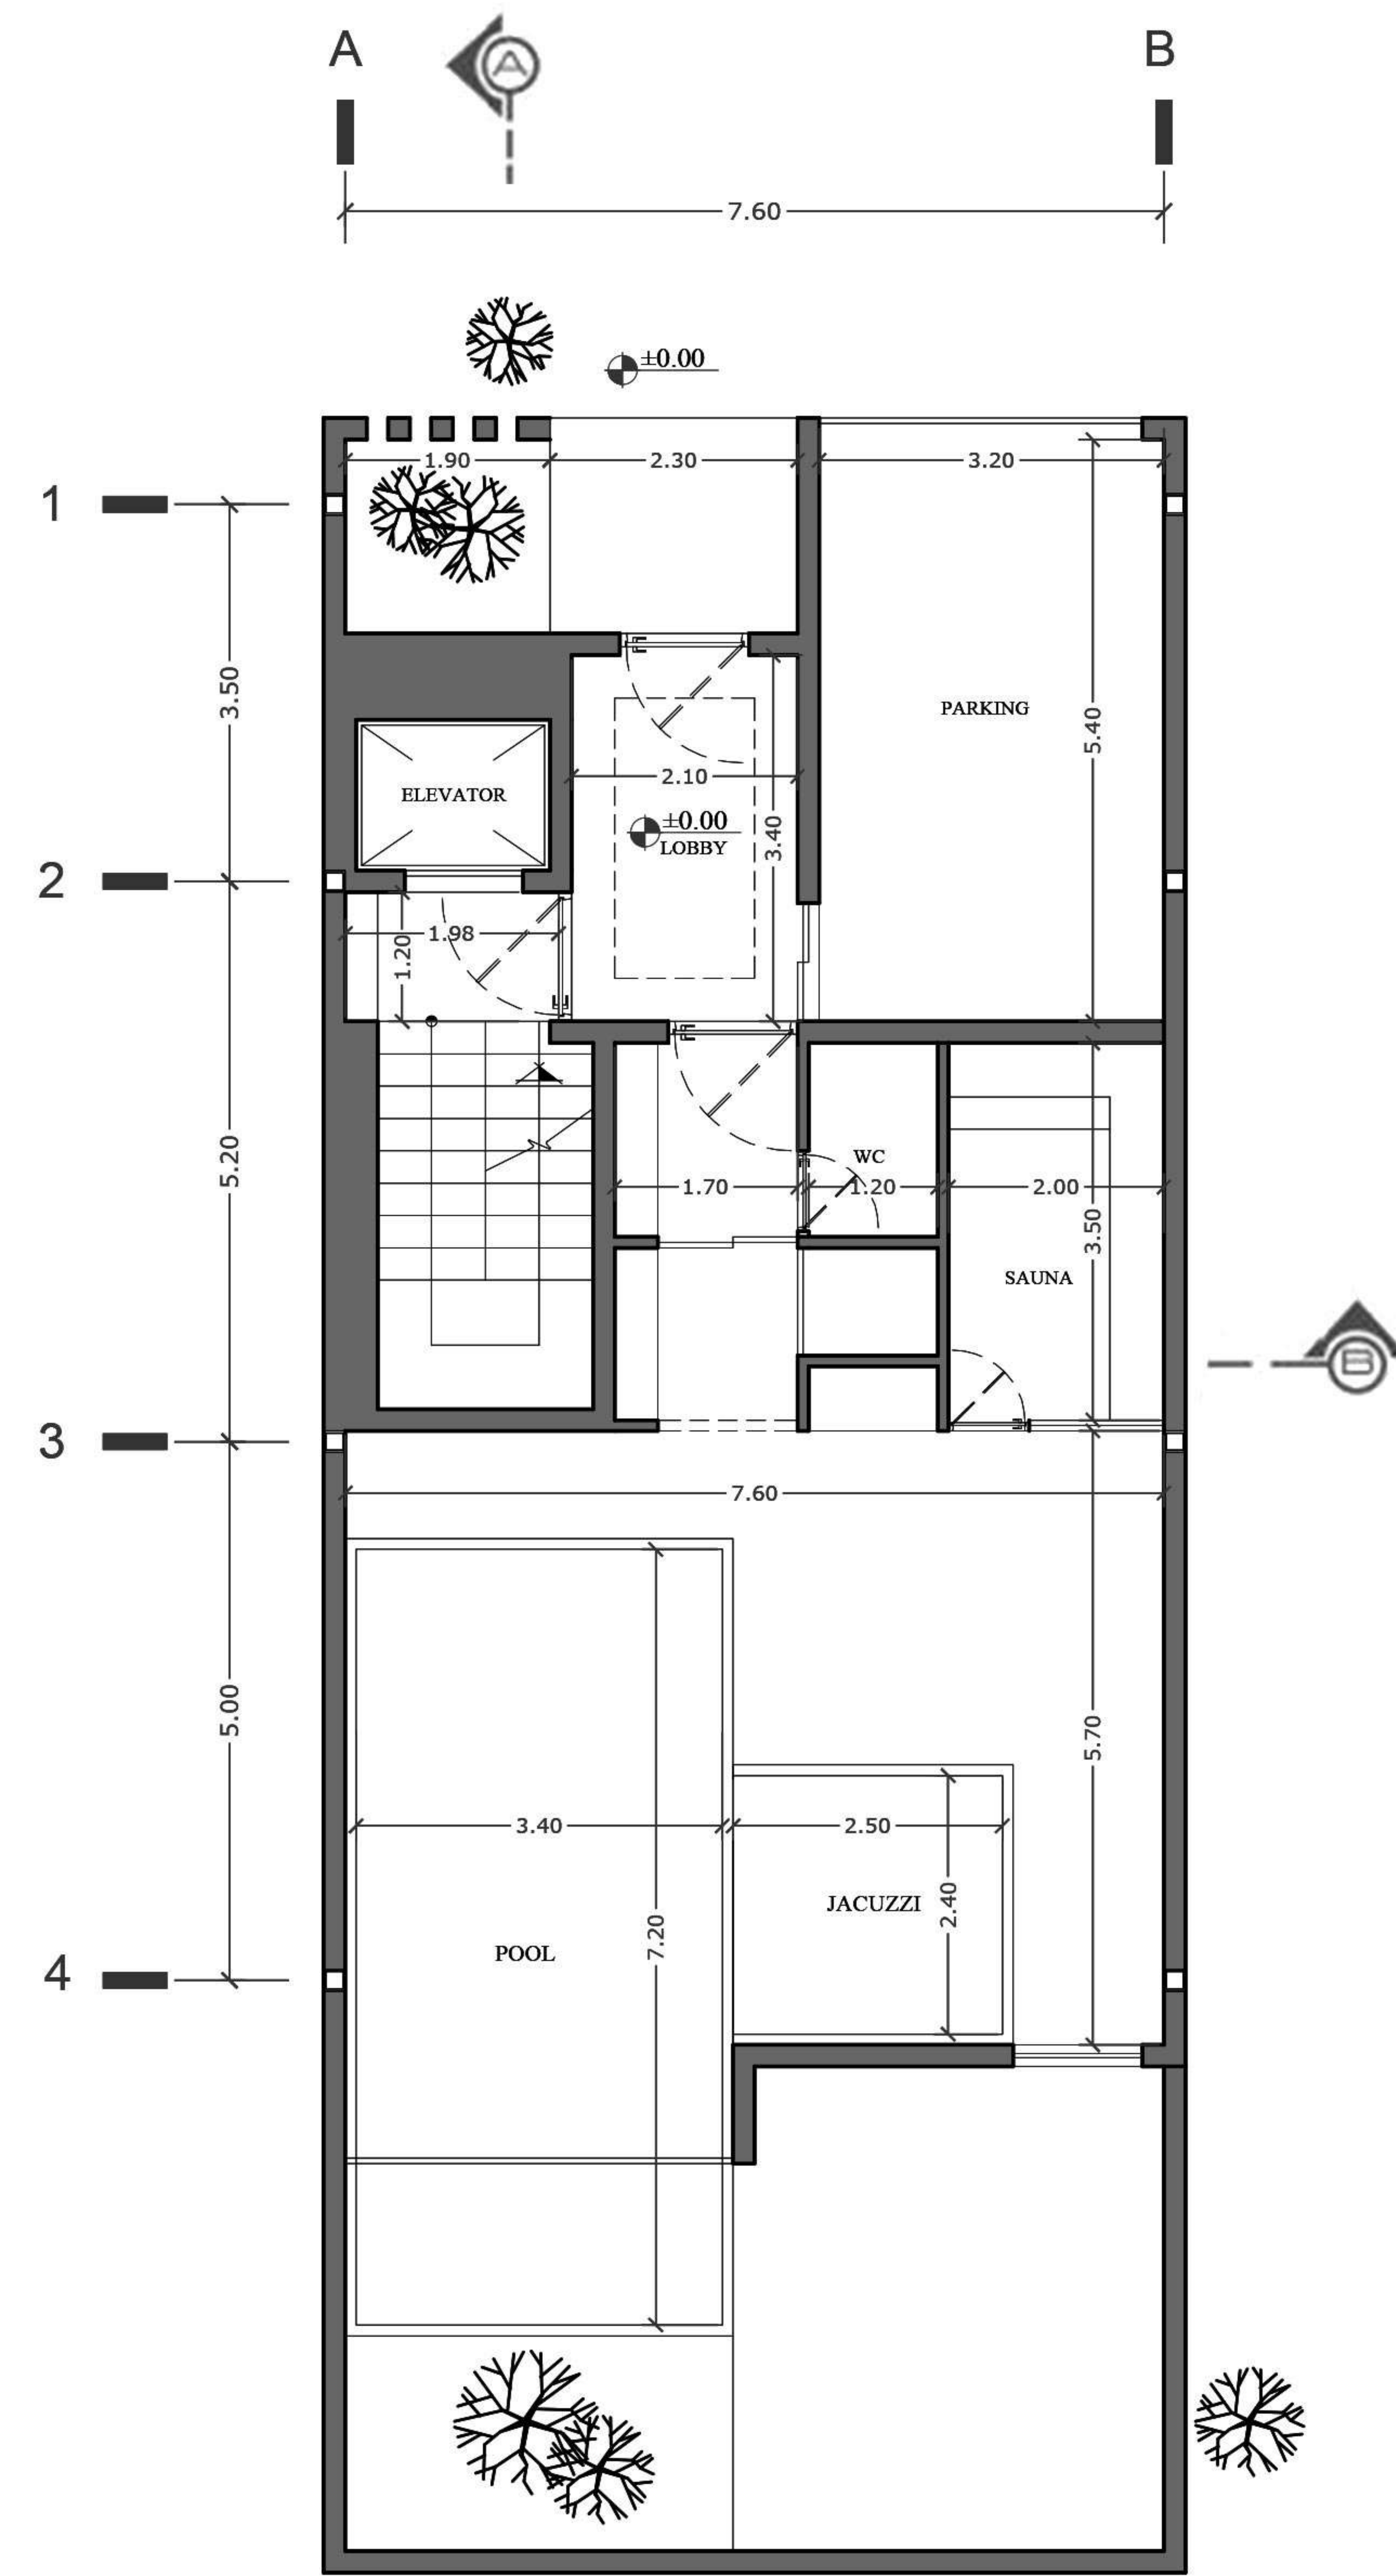 A
A
B
7.60
±0.00
1
1.90
2.30
3.20
3.50
PARKING
5.40
2.10
ELEVATOR
±0.00
LOBBY
3.40
2
1.98
1.20
5.20
WC
1.70
1.20
2.00
3.50
SAUNA
B
3
7.60
5.00
5.70
3.40
2.50
JACUZZI
2.40
7.20
POOL
4